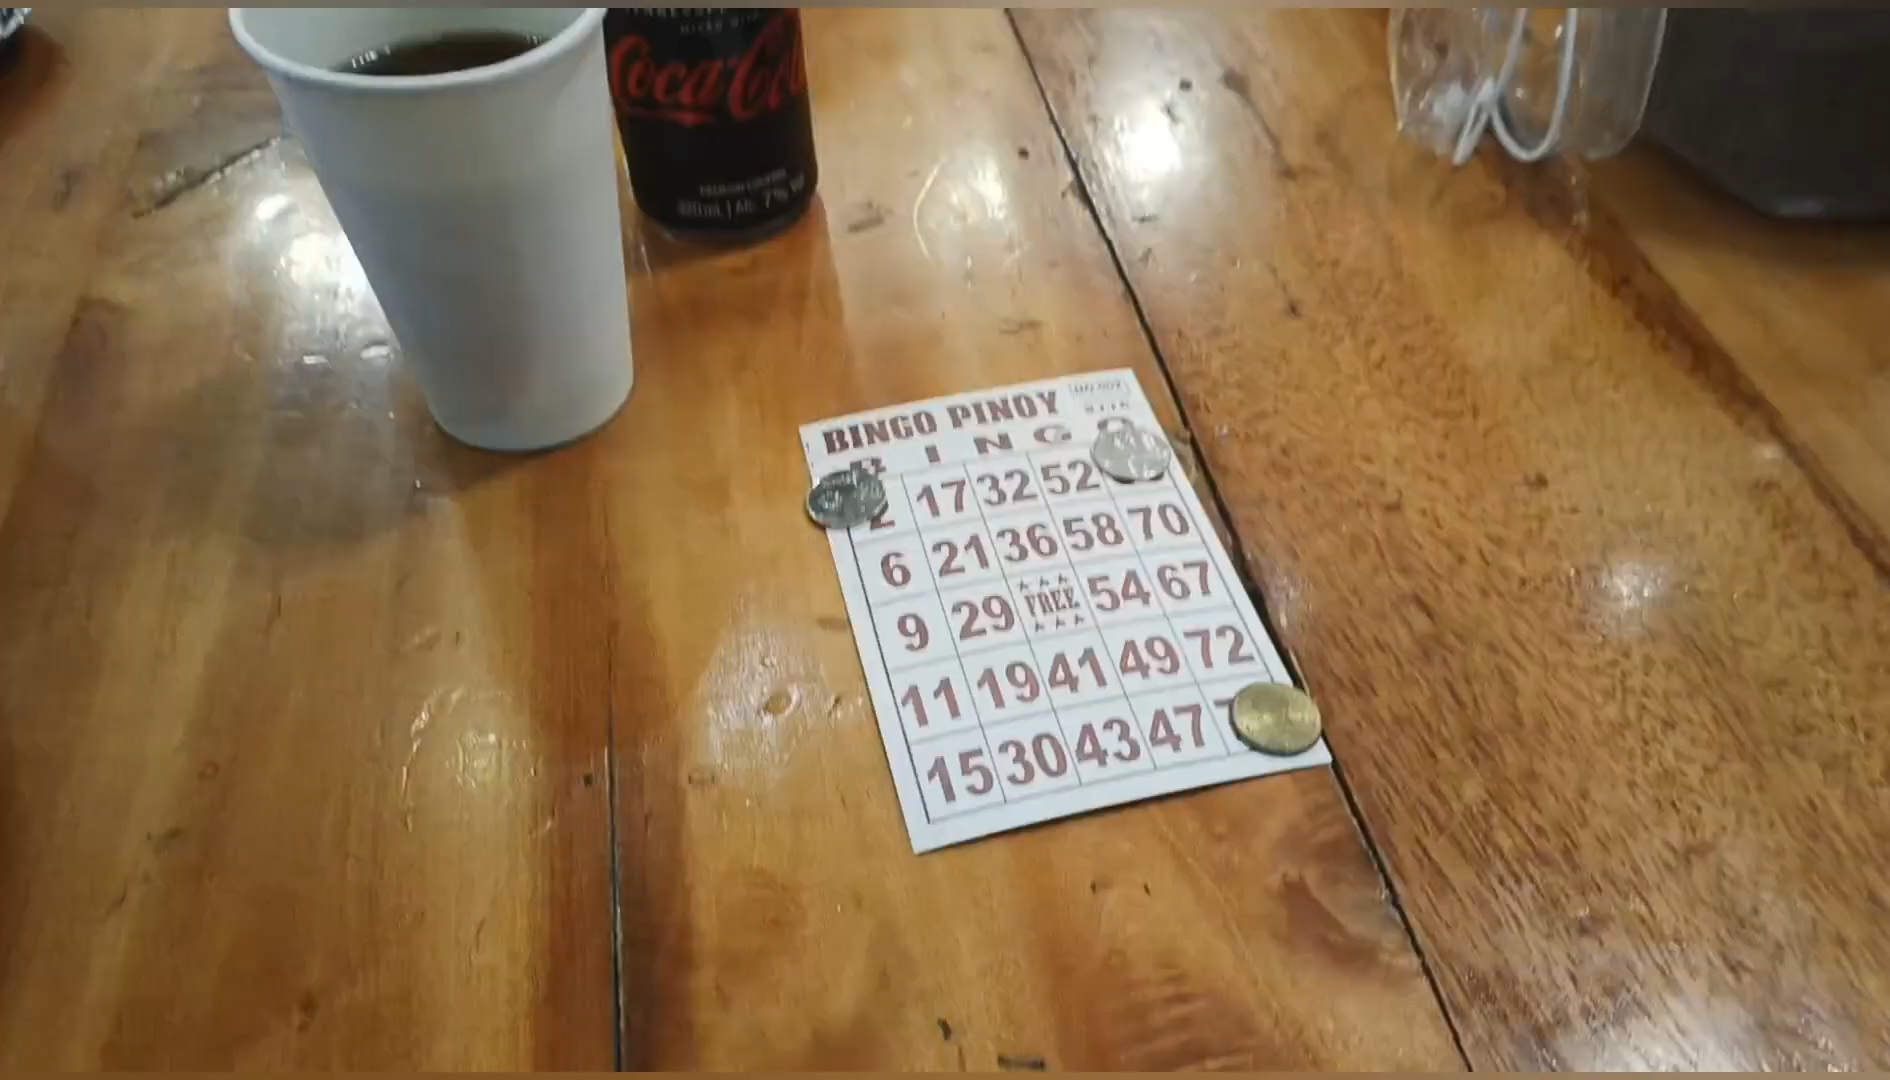 Coca-Cola
BINGO PINOY
B I N G O
2 17 32 52
6 21 36 58 70
9 29 FREE 54 67
11 19 41 49 72
15 30 43 47